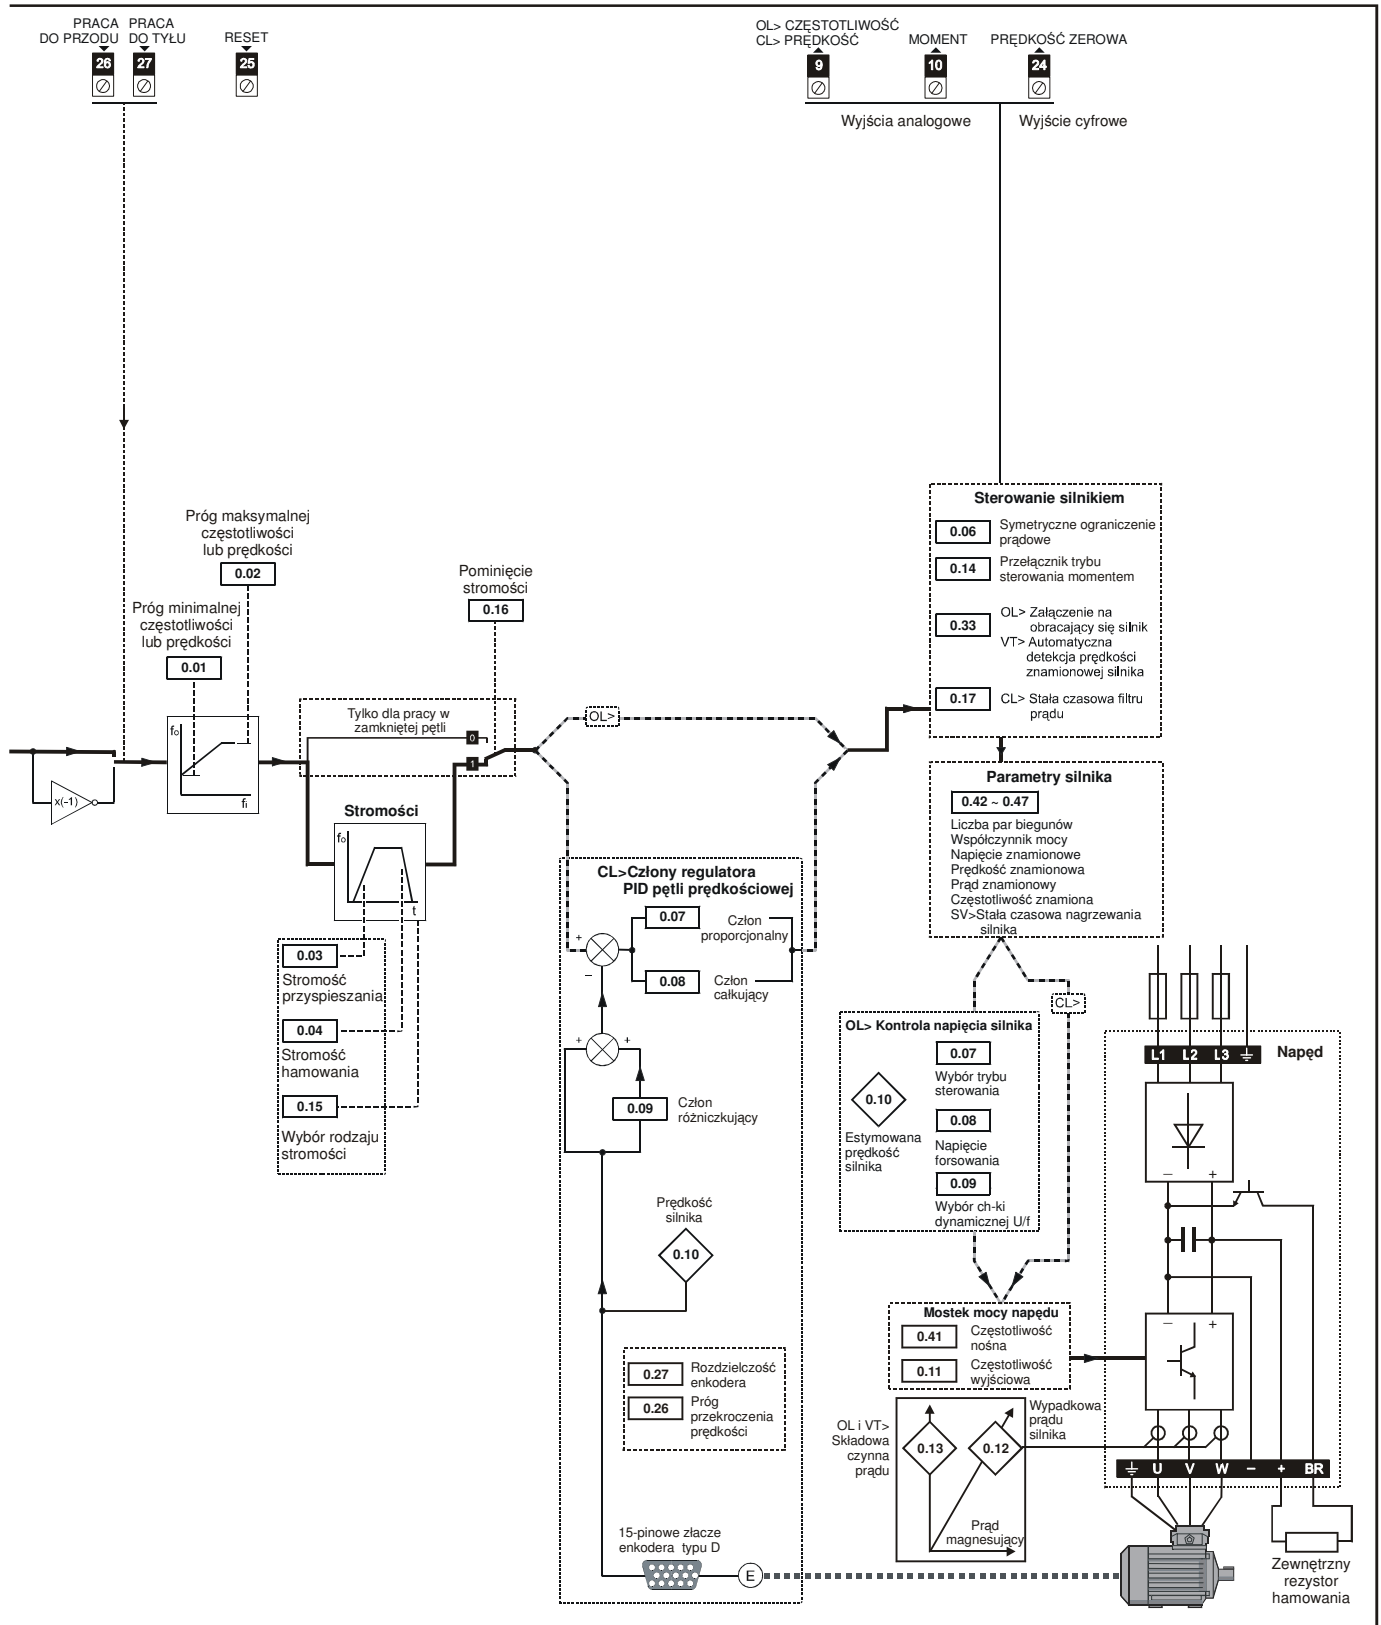 PRACA
DO PRZODU
PRACA
DO TYŁU
RESET
26
27
25
OL> CZĘSTOTLIWOŚĆ
CL> PRĘDKOŚĆ
MOMENT
PRĘDKOŚĆ ZEROWA
9
10
24
Wyjścia analogowe
Wyjście cyfrowe
Próg maksymalnej
częstotliwości
lub prędkości
0.02
Próg minimalnej
częstotliwości
lub prędkości
0.01
Pominięcie
stromości
0.16
Tylko dla pracy w
zamkniętej pętli
0
1
x(-1)
fo
fi
Stromości
fo
t
0.03
Stromość
przyspieszania
0.04
Stromość
hamowania
0.15
Wybór rodzaju
stromości
OL>
CL>Człony regulatora
PID pętli prędkościowej
0.07
Człon
proporcjonalny
0.08
Człon
całkujący
+
–
+
+
0.09
Człon
różniczkujący
Prędkość
silnika
0.10
0.27
Rozdzielczość
enkodera
0.26
Próg
przekroczenia
prędkości
15-pinowe złacze
enkodera typu D
E
Sterowanie silnikiem
0.06
Symetryczne ograniczenie
prądowe
0.14
Przełącznik trybu
sterowania momentem
0.33
OL> Załączenie na
obracający się silnik
VT> Automatyczna
detekcja prędkości
znamionowej silnika
0.17
CL> Stała czasowa filtru
prądu
Parametry silnika
0.42 ~ 0.47
Liczba par biegunów
Współczynnik mocy
Napięcie znamionowe
Prędkość znamionowa
Prąd znamionowy
Częstotliwość znamiona
SV>Stała czasowa nagrzewania
silnika
CL>
OL> Kontrola napięcia silnika
0.07
Wybór trybu
sterowania
0.10
Estymowana
prędkość
silnika
0.08
Napięcie
forsowania
0.09
Wybór ch-ki
dynamicznej U/f
Mostek mocy napędu
0.41
Częstotliwość
nośna
0.11
Częstotliwość
wyjściowa
OL i VT>
Składowa
czynna
prądu
0.13
0.12
Wypadkowa
prądu
silnika
Prąd
magnesujący
L1 L2 L3
Napęd
– +
– +
U V W – + BR
Zewnętrzny
rezystor
hamowania